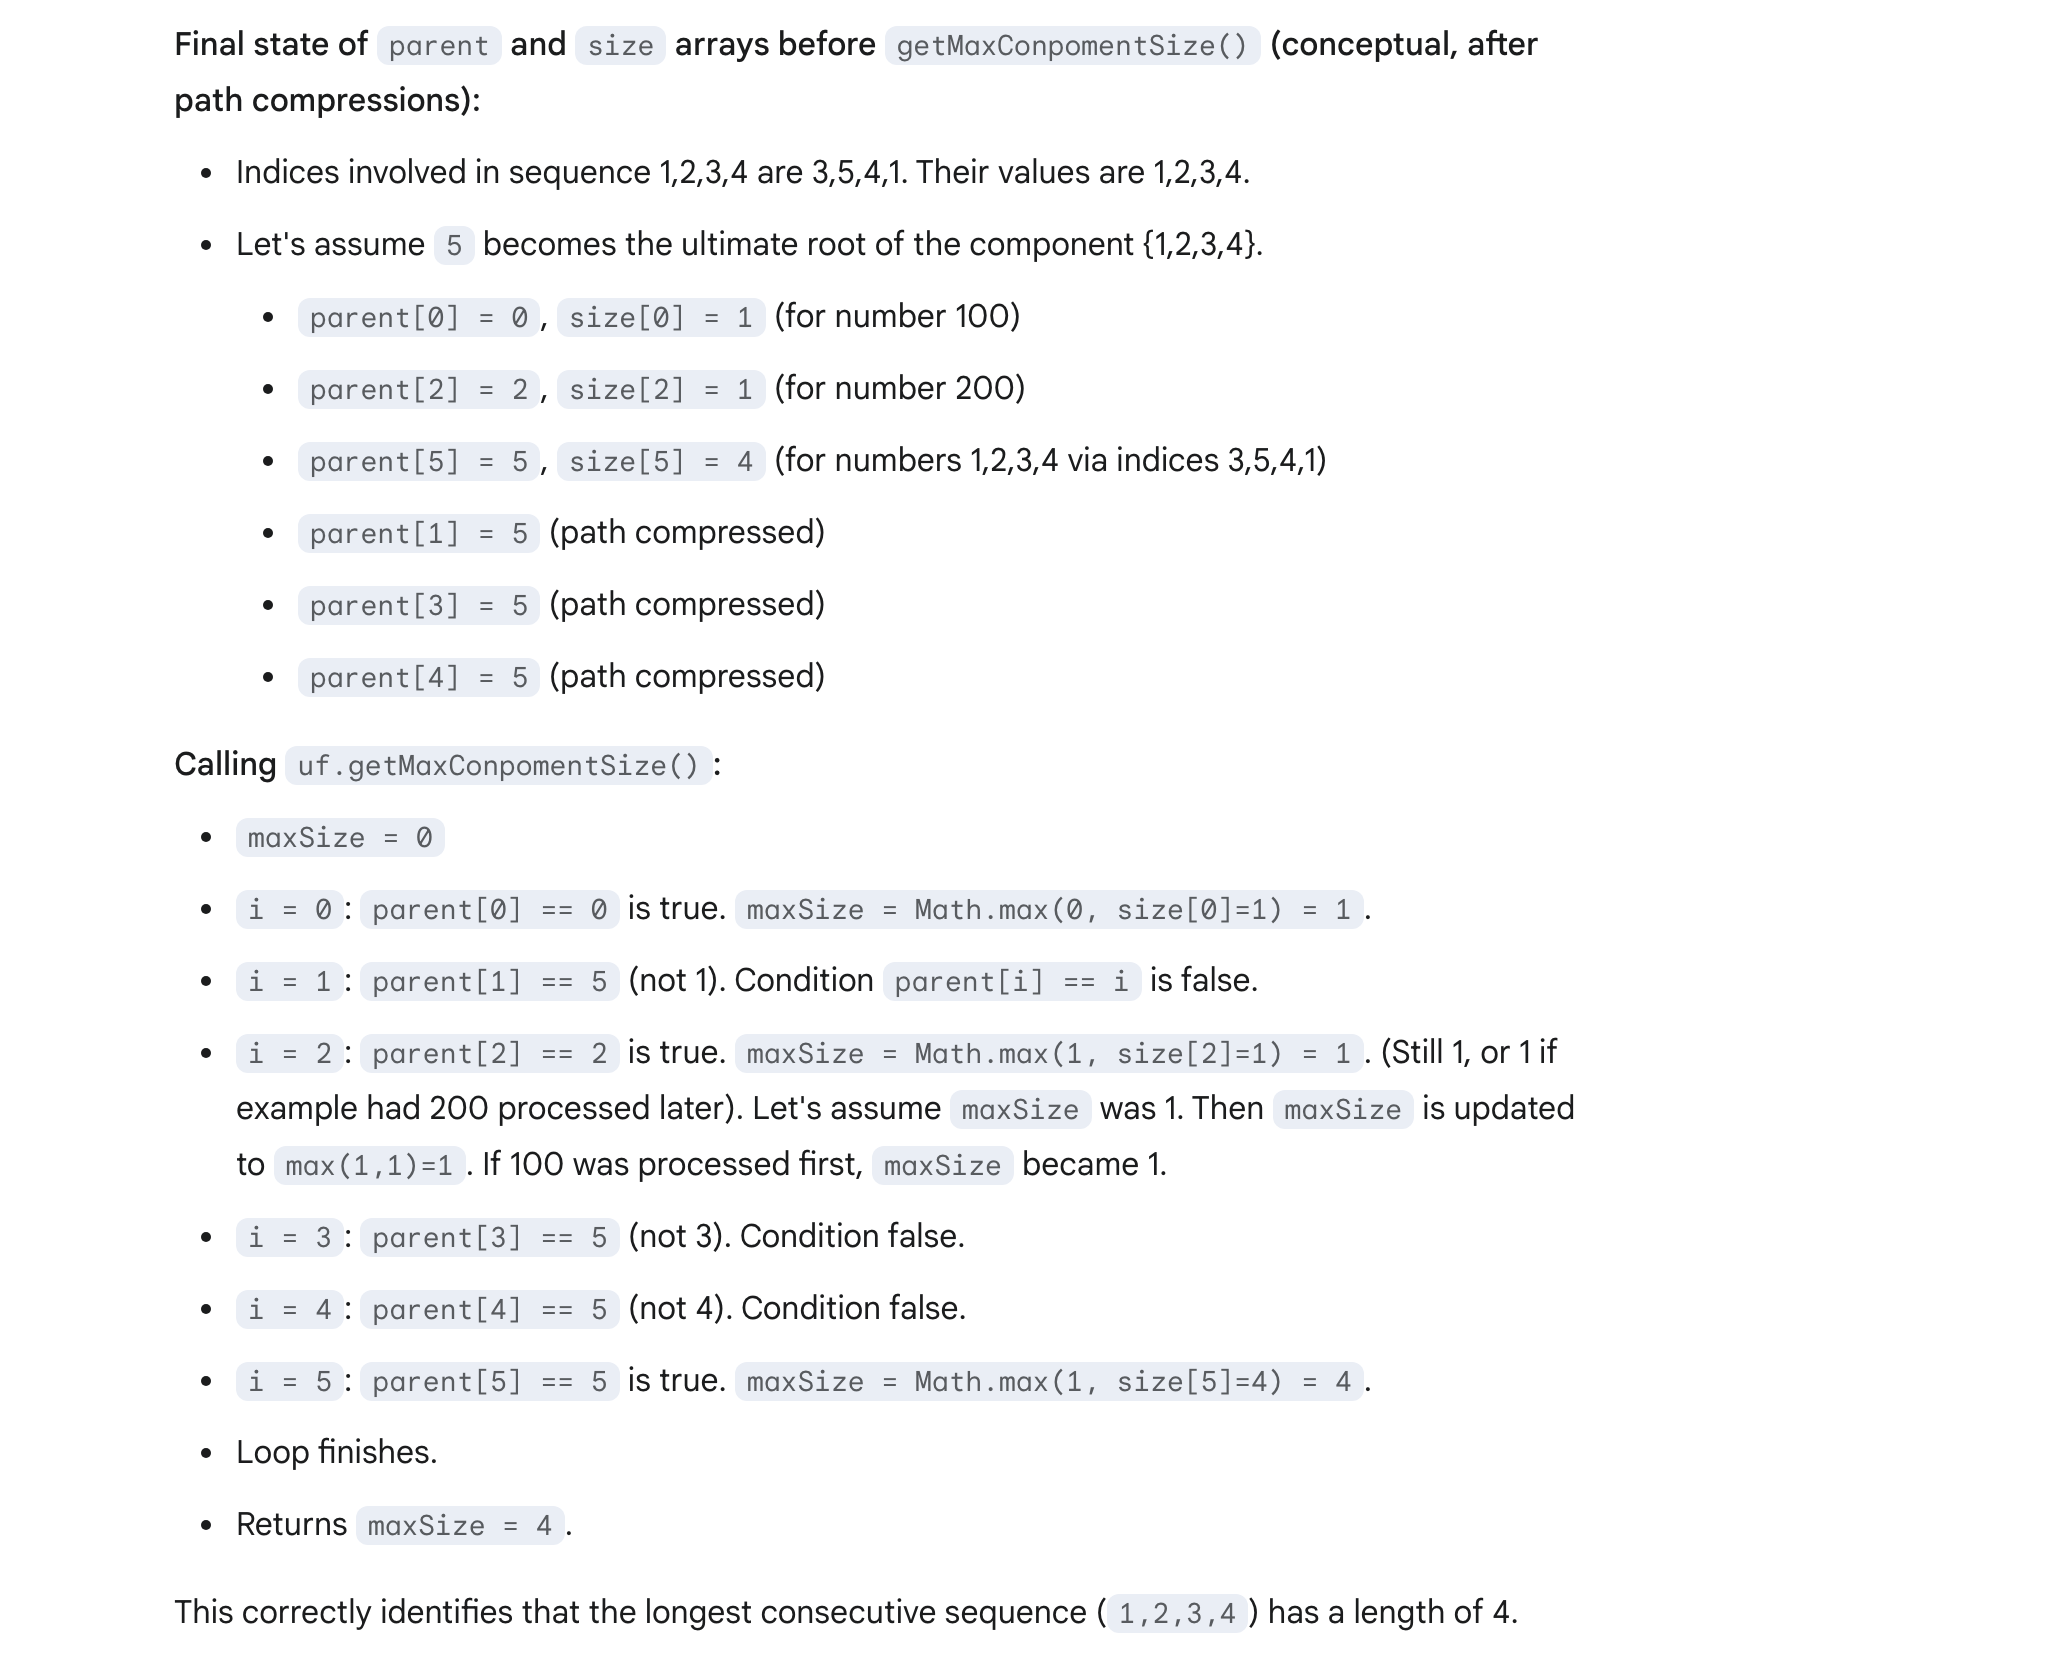 Final state of parent and size arrays before getMaxConpomentSize() (conceptual, after
path compressions):
• Indices involved in sequence 1,2,3,4 are 3,5,4,1. Their values are 1,2,3,4.
• Let's assume 5 becomes the ultimate root of the component {1,2,3,4}.
• parent[0] = 0, size[0] = 1 (for number 100)
• parent[2] = 2, size[2] = 1 (for number 200)
• parent[5] = 5, size[5] = 4 (for numbers 1,2,3,4 via indices 3,5,4,1)
• parent[1] = 5 (path compressed)
• parent[3] = 5 (path compressed)
• parent[4] = 5 (path compressed)
Calling uf.getMaxConpomentSize():
• maxSize = 0
• i = 0: parent[0] == 0 is true. maxSize = Math.max(0, size[0]=1) = 1.
• i = 1: parent[1] == 5 (not 1). Condition parent[i] == i is false.
• i = 2: parent[2] == 2 is true. maxSize = Math.max(1, size[2]=1) = 1. (Still 1, or 1 if
example had 200 processed later). Let's assume maxSize was 1. Then maxSize is updated
to max(1,1)=1. If 100 was processed first, maxSize became 1.
• i = 3: parent[3] == 5 (not 3). Condition false.
• i = 4: parent[4] == 5 (not 4). Condition false.
• i = 5: parent[5] == 5 is true. maxSize = Math.max(1, size[5]=4) = 4.
• Loop finishes.
• Returns maxSize = 4.
This correctly identifies that the longest consecutive sequence (1,2,3,4) has a length of 4.